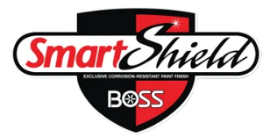 SmartShield
EXCLUSIVE CORROSION-RESISTANT PAINT FINISH
BOSS